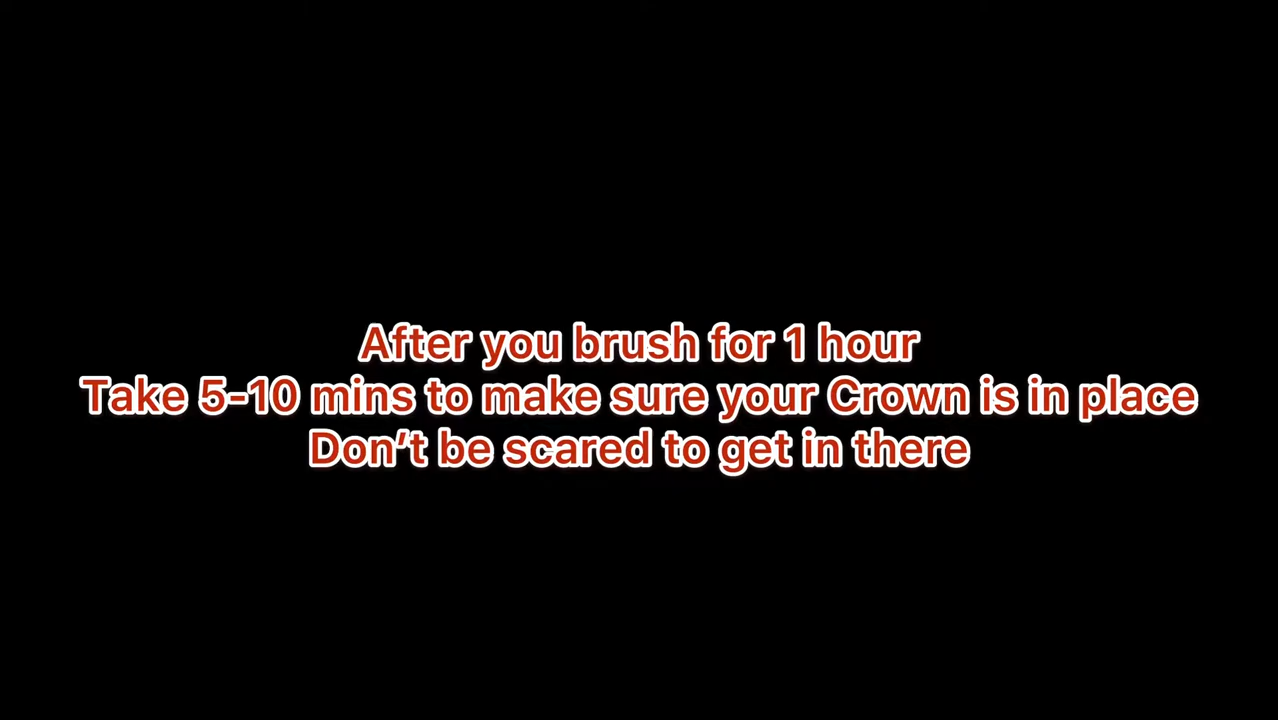 After you brush for 1 hour
Take 5-10 mins to make sure your Crown is in place
Don’t be scared to get in there